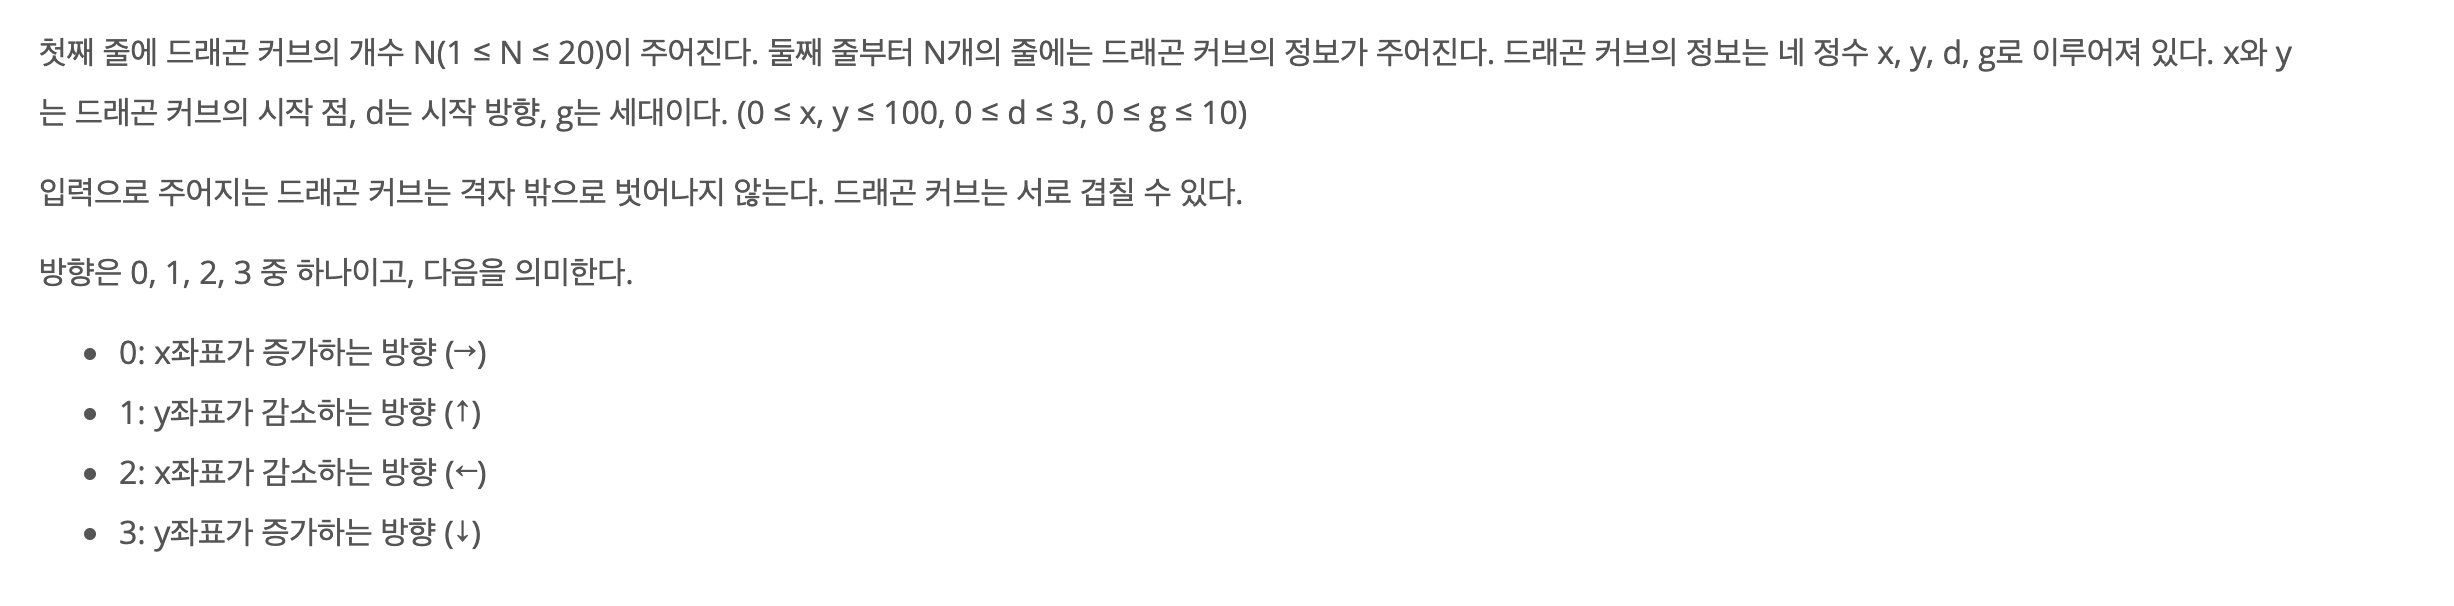 첫째 줄에 드래곤 커브의 개수 N(1 ≤ N ≤ 20)이 주어진다. 둘째 줄부터 N개의 줄에는 드래곤 커브의 정보가 주어진다. 드래곤 커브의 정보는 네 정수 x, y, d, g로 이루어져 있다. x와 y
는 드래곤 커브의 시작 점, d는 시작 방향, g는 세대이다. (0 ≤ x, y ≤ 100, 0 ≤ d ≤ 3, 0 ≤ g ≤ 10)
입력으로 주어지는 드래곤 커브는 격자 밖으로 벗어나지 않는다. 드래곤 커브는 서로 겹칠 수 있다.
방향은 0, 1, 2, 3 중 하나이고, 다음을 의미한다.
• 0: x좌표가 증가하는 방향 (→)
• 1: y좌표가 감소하는 방향 (↑)
• 2: x좌표가 감소하는 방향 (←)
• 3: y좌표가 증가하는 방향 (↓)